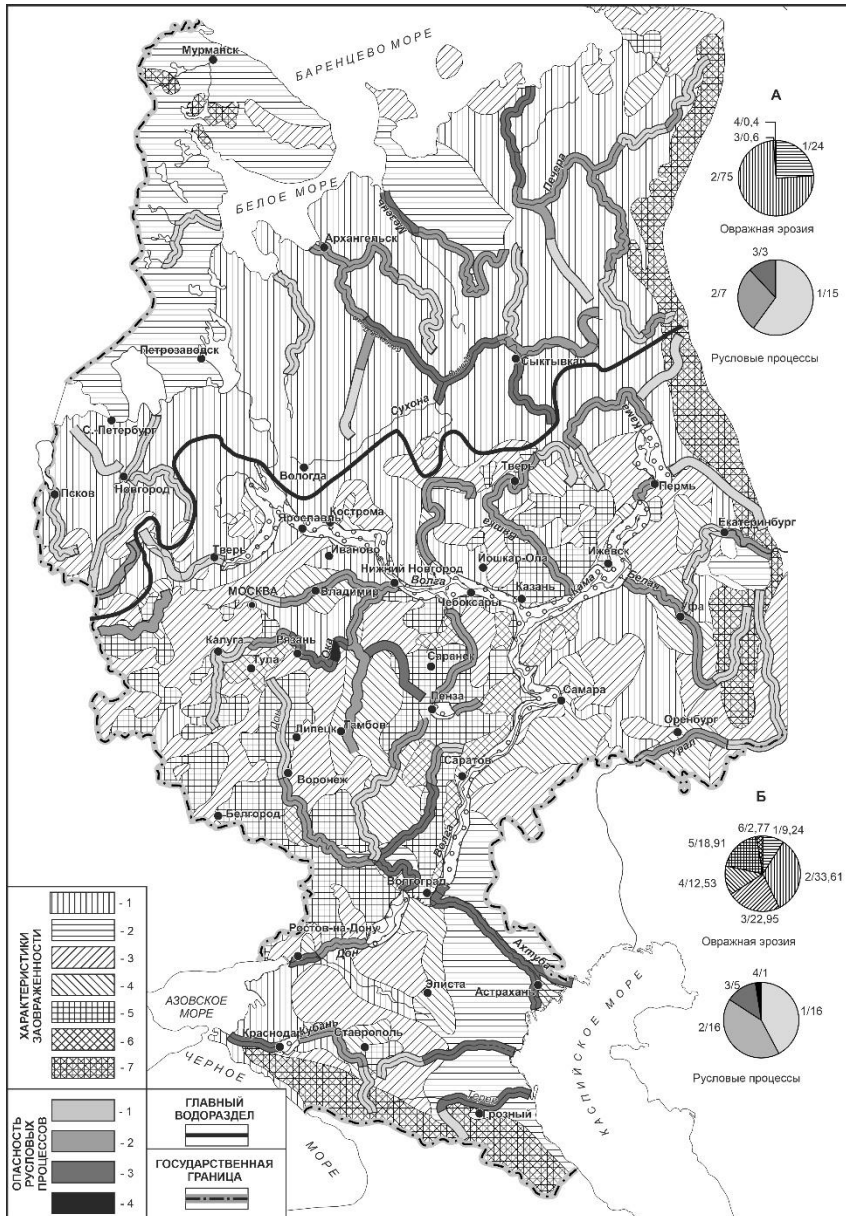 Мурманск
БАРЕНЦЕВО МОРЕ
БЕЛОЕ МОРЕ
Мезень
Печера
Архангельск
Петрозаводск
Сыктывкар
Сухона
С.-Петербург
Вологда
Псков
Новгород
Тверь
Кама
Пермь
Ярославль
Кострома
Тверь
Иваново
Екатеринбург
Йошкар-Ола
Ижевск
Нижний Новгород
Волга
МОСКВА
Владимир
Чебоксары
Казань
Кама
Белая
Уфа
Калуга
Рязань
Ока
Тула
Саранск
Пенза
Самара
Дон
Липецк
Тамбов
Оренбург
Урал
Воронеж
Саратов
Белгород
Волга
Волгоград
Ростов-на-Дону
Дон
Ахтуба
Элиста
Астрахань
АЗОВСКОЕ
МОРЕ
Краснодар
Кубань
Ставрополь
ЧЕРНОЕ
МОРЕ
Терек
Грозный
КАСПИЙСКОЕ МОРЕ
А
4/0,4
3/0,6
1/24
2/75
Овражная эрозия
3/3
2/7
1/15
Русловые процессы
Б
6/2,77
1/9,24
5/18,91
2/33,61
4/12,53
3/22,95
Овражная эрозия
4/1
3/5
1/16
2/16
Русловые процессы
ХАРАКТЕРИСТИКИ
ЗАОВРАЖЕННОСТИ
- 1
- 2
- 3
- 4
- 5
- 6
- 7
ОПАСНОСТЬ
РУСЛОВЫХ
ПРОЦЕССОВ
- 1
- 2
- 3
- 4
ГЛАВНЫЙ
ВОДОРАЗДЕЛ
ГОСУДАРСТВЕННАЯ
ГРАНИЦА